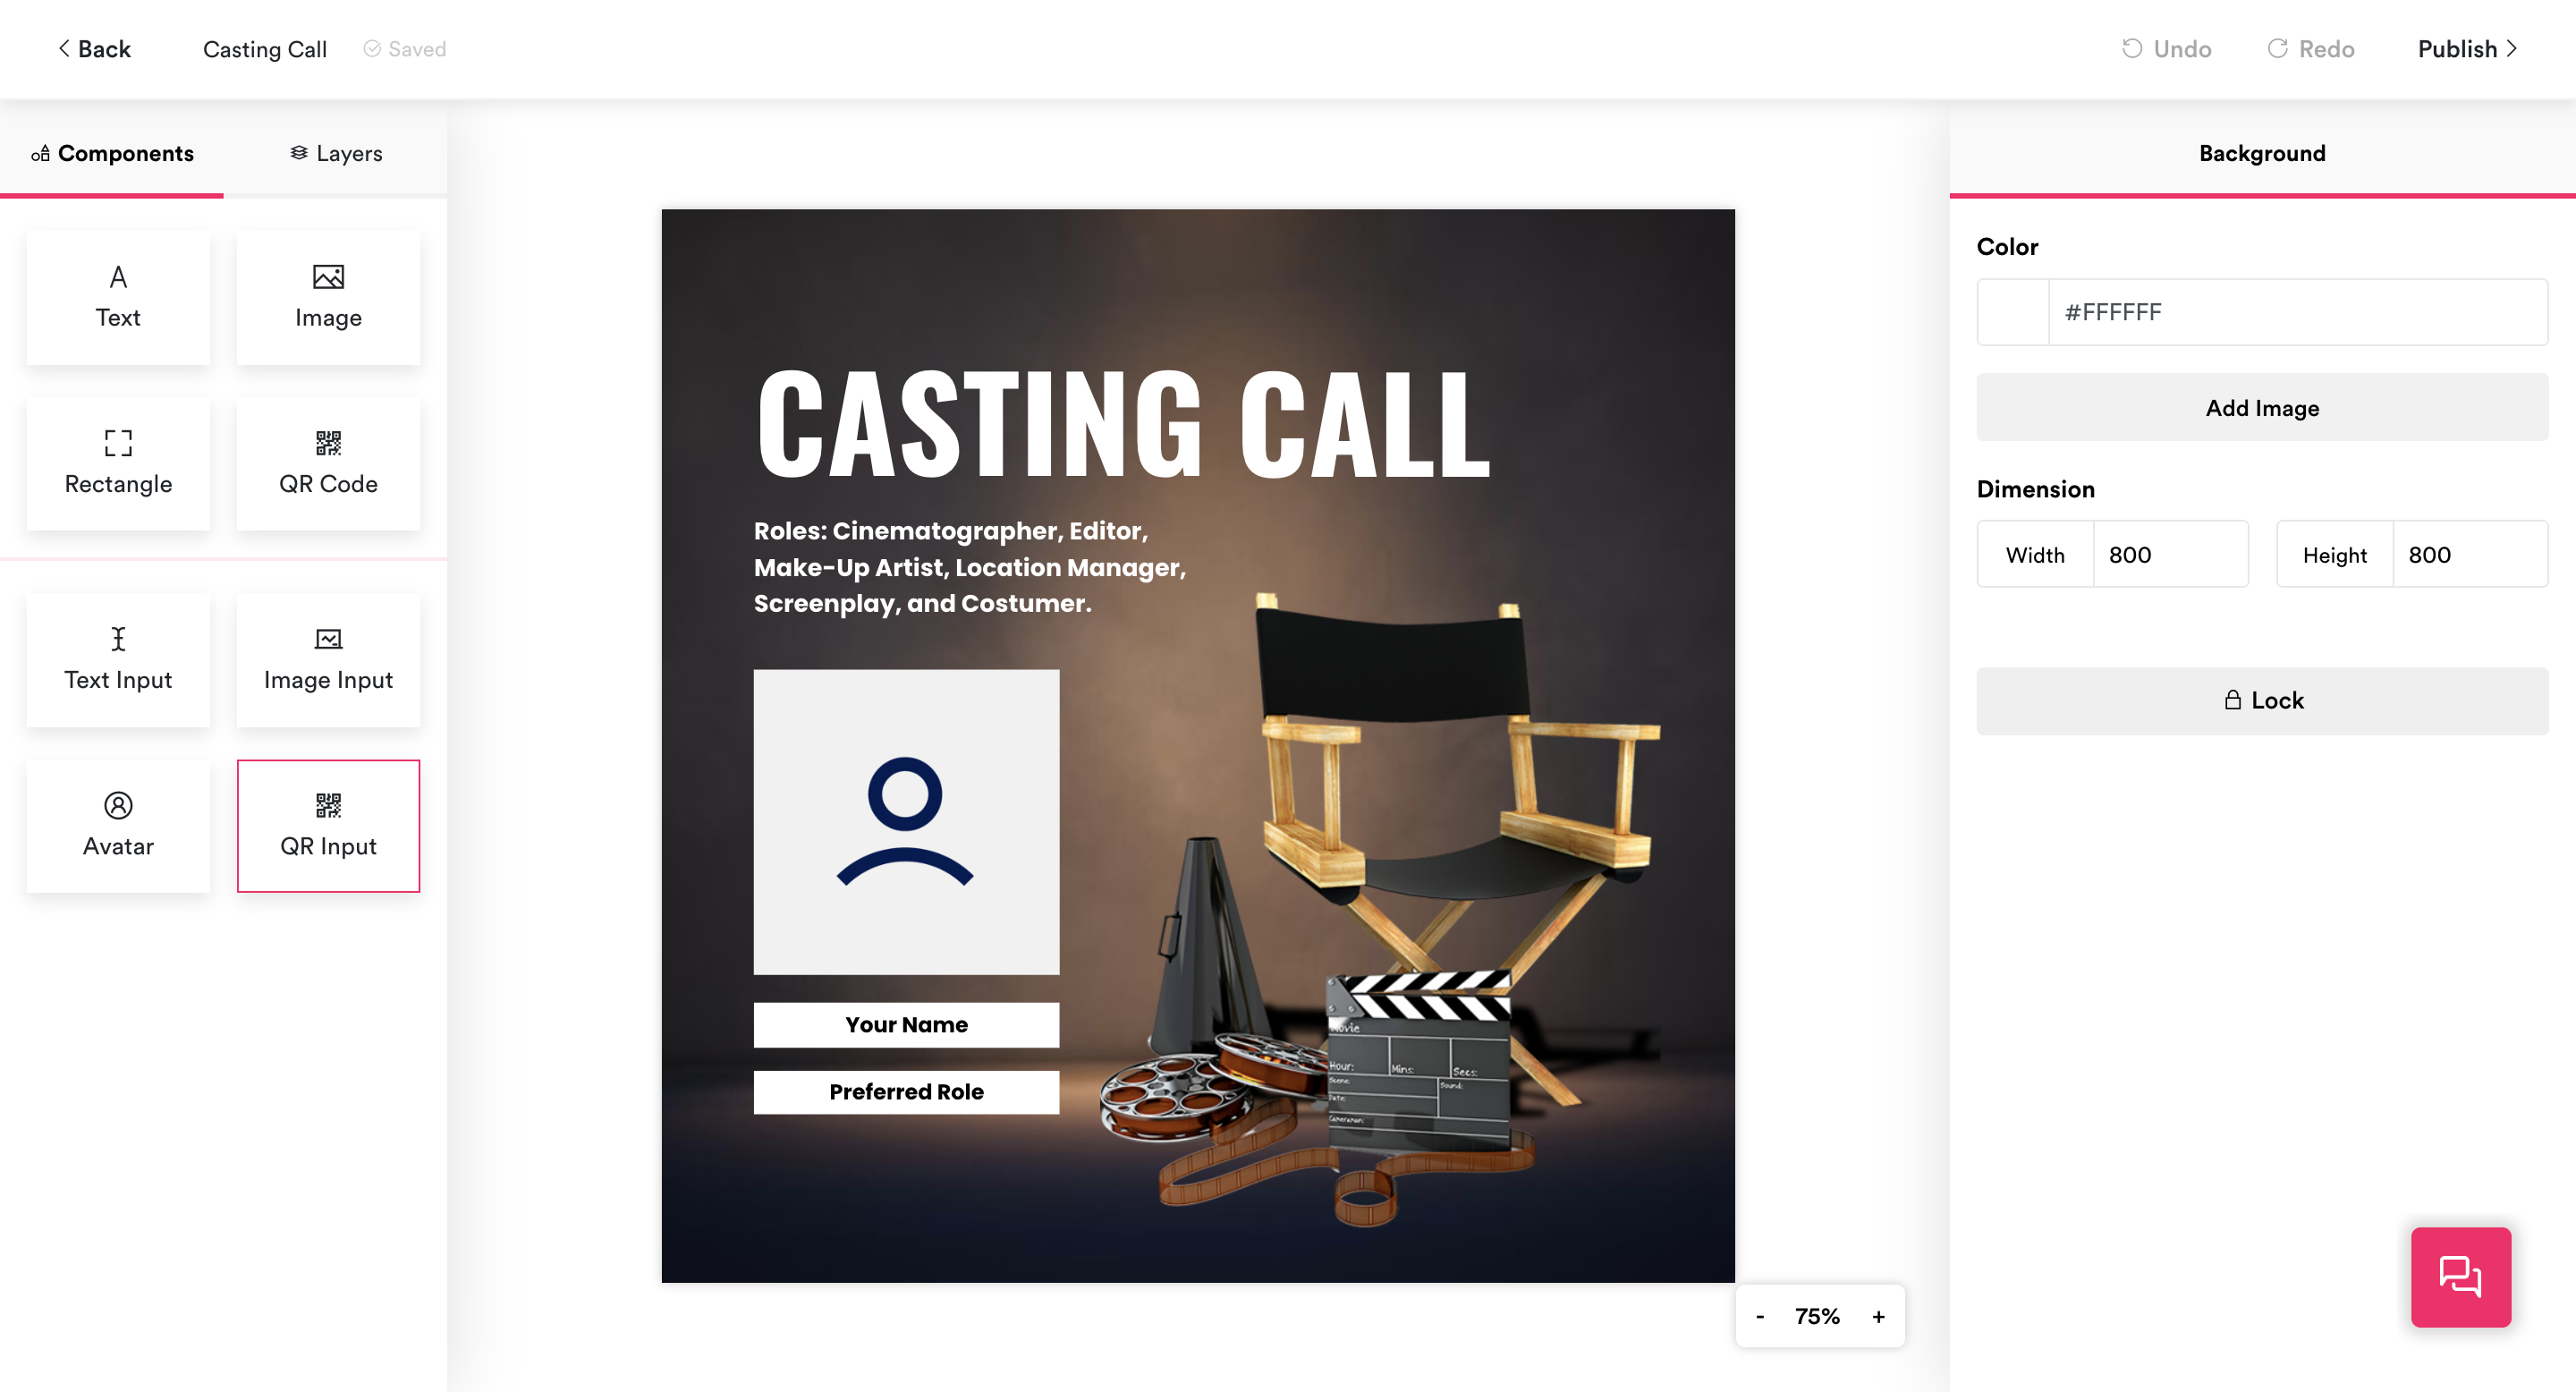 Back
Casting Call
Saved
Undo
Redo
Publish
Components
Layers
Text
Image
Rectangle
QR Code
Text Input
Image Input
Avatar
QR Input
CASTING CALL
Roles: Cinematographer, Editor,
Make-Up Artist, Location Manager,
Screenplay, and Costumer.
Your Name
Preferred Role
Movie
Hour:
Mins:
Secs:
Scene:
Sound:
Date:
Cameraman:
- 75% +
Background
Color
#FFFFFF
Add Image
Dimension
Width 800
Height 800
Lock